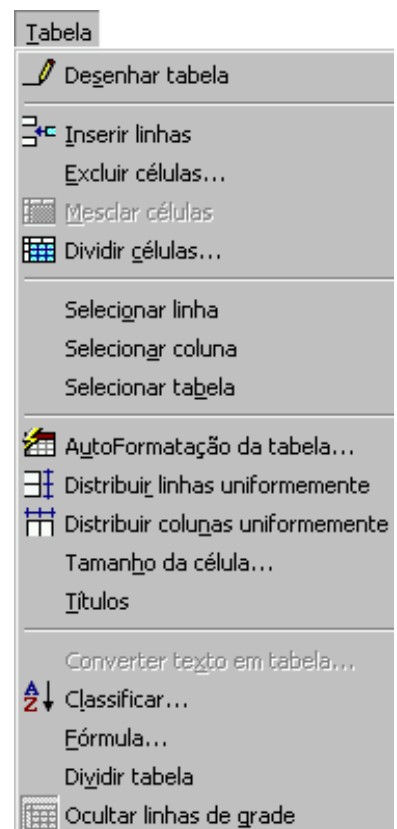 Tabela
Desenhar tabela
Inserir linhas
Excluir células...
Mesclar células
Dividir células...
Selecionar linha
Selecionar coluna
Selecionar tabela
AutoFormatação da tabela...
Distribuir linhas uniformemente
Distribuir colunas uniformemente
Tamanho da célula...
Títulos
Converter texto em tabela...
Classificar...
Fórmula...
Dividir tabela
Ocultar linhas de grade